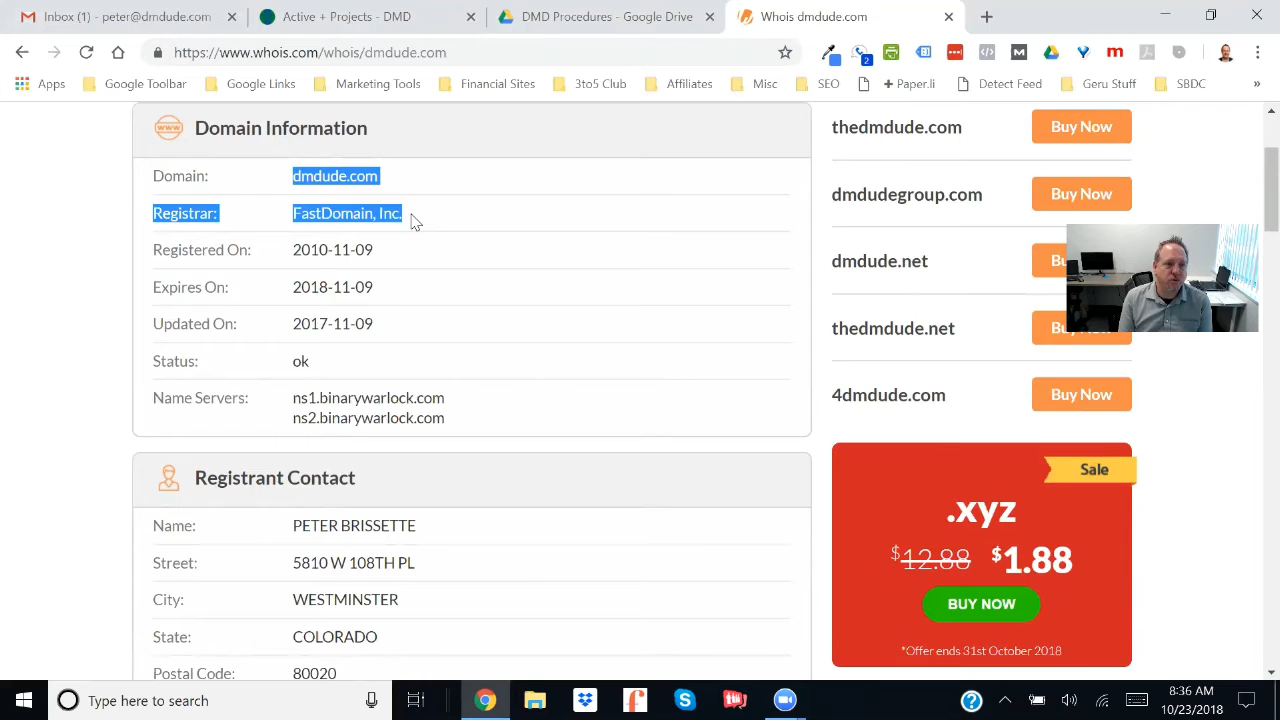 Inbox (1) - peter@dmdude.com
Active + Projects - DMD
DMD Procedures - Google Drive
Whois dmdude.com
https://www.whois.com/whois/dmdude.com
2
Apps
Google Toolbar
Google Links
Marketing Tools
Financial Sites
3to5 Club
Affiliates
Misc
SEO
+ Paper.li
Detect Feed
Geru Stuff
SBDC
»
www
Domain Information
Domain: dmdude.com
Registrar: FastDomain, Inc.
Registered On: 2010-11-09
Expires On: 2018-11-09
Updated On: 2017-11-09
Status: ok
Name Servers: ns1.binarywarlock.com
ns2.binarywarlock.com
Registrant Contact
Name: PETER BRISSETTE
Street: 5810 W 108TH PL
City: WESTMINSTER
State: COLORADO
Postal Code: 80020
thedmdude.com Buy Now
dmdudegroup.com Buy Now
dmdude.net
thedmdude.net
4dmdude.com Buy Now
Sale
.xyz
$12.88 $1.88
BUY NOW
*Offer ends 31st October 2018
Type here to search
8:36 AM
10/23/2018